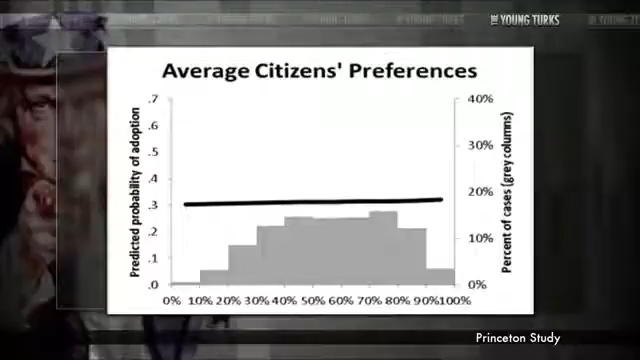 THE YOUNG TURKS
Average Citizens' Preferences
Predicted probability of adoption
.7
.6
.5
.4
.3
.2
.1
.0
40%
30%
20%
10%
0%
Percent of cases (grey columns)
0% 10% 20% 30% 40% 50% 60% 70% 80% 90% 100%
Princeton Study